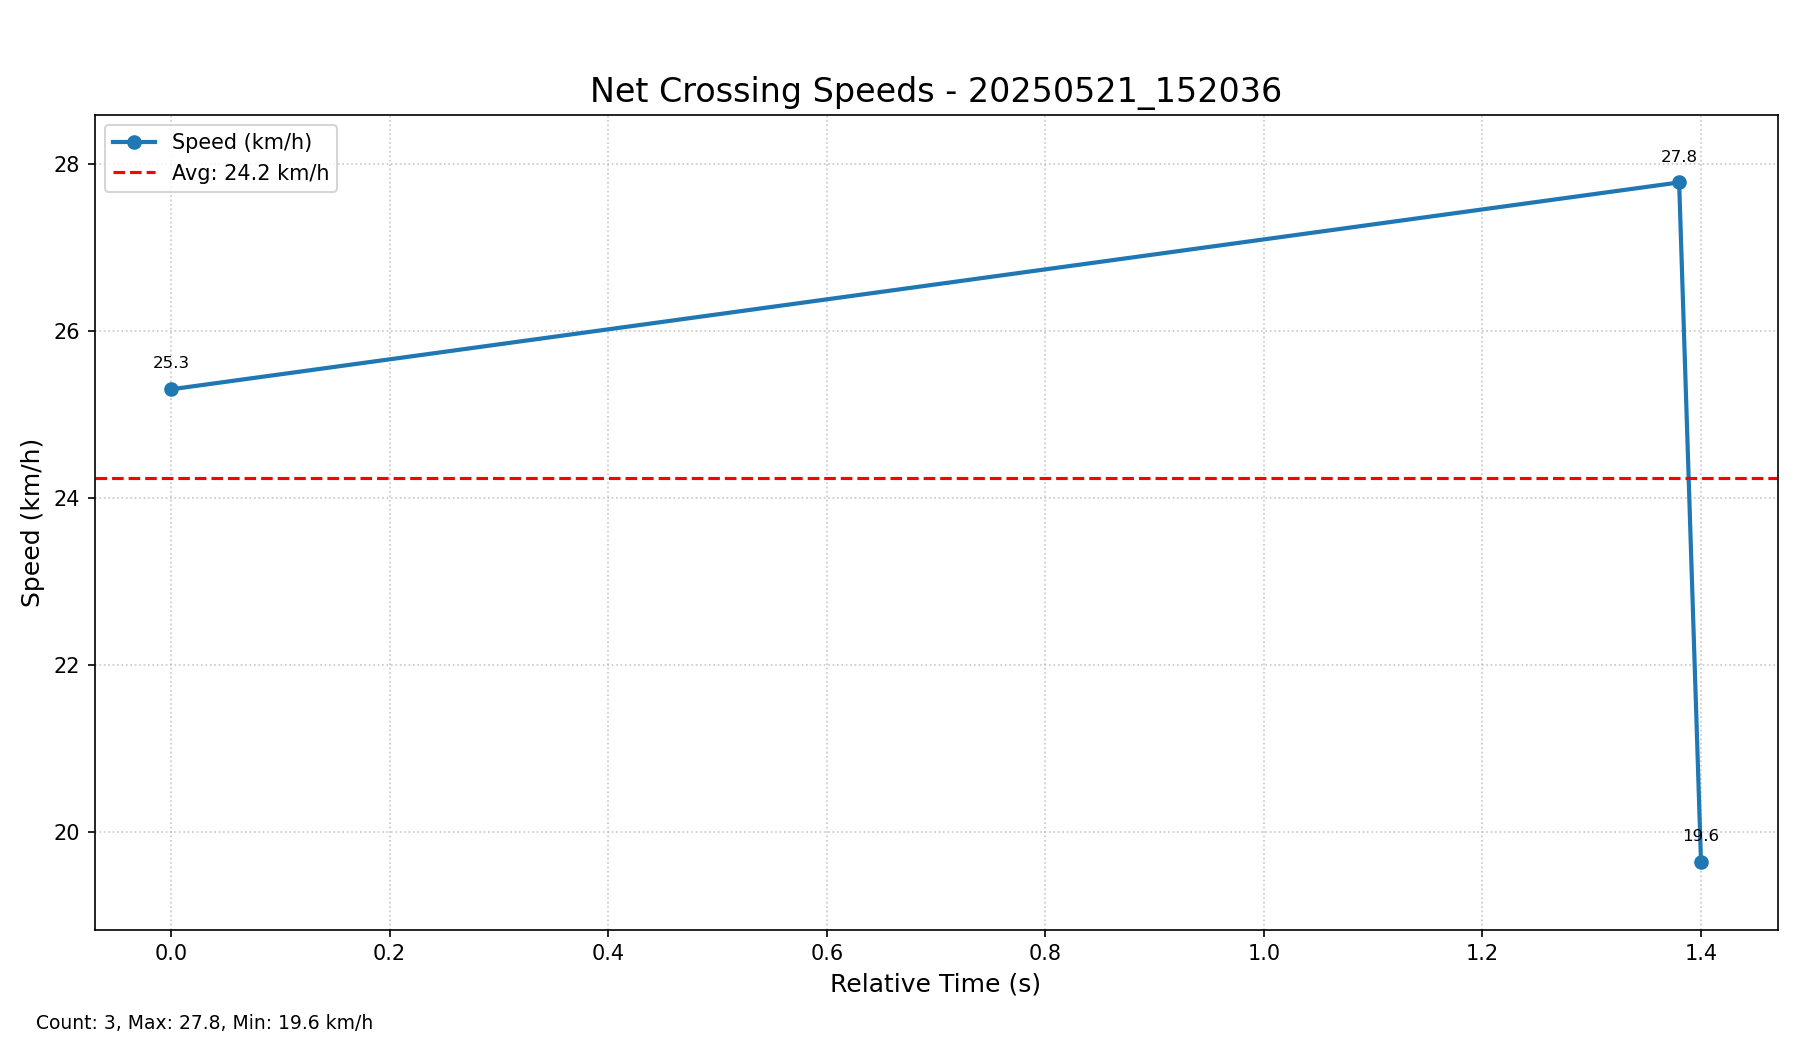 Net Crossing Speeds - 20250521_152036
Speed (km/h)
Avg: 24.2 km/h
28
26
24
22
20
Speed (km/h)
25.3
27.8
19.6
0.0
0.2
0.4
0.6
0.8
1.0
1.2
1.4
Relative Time (s)
Count: 3, Max: 27.8, Min: 19.6 km/h